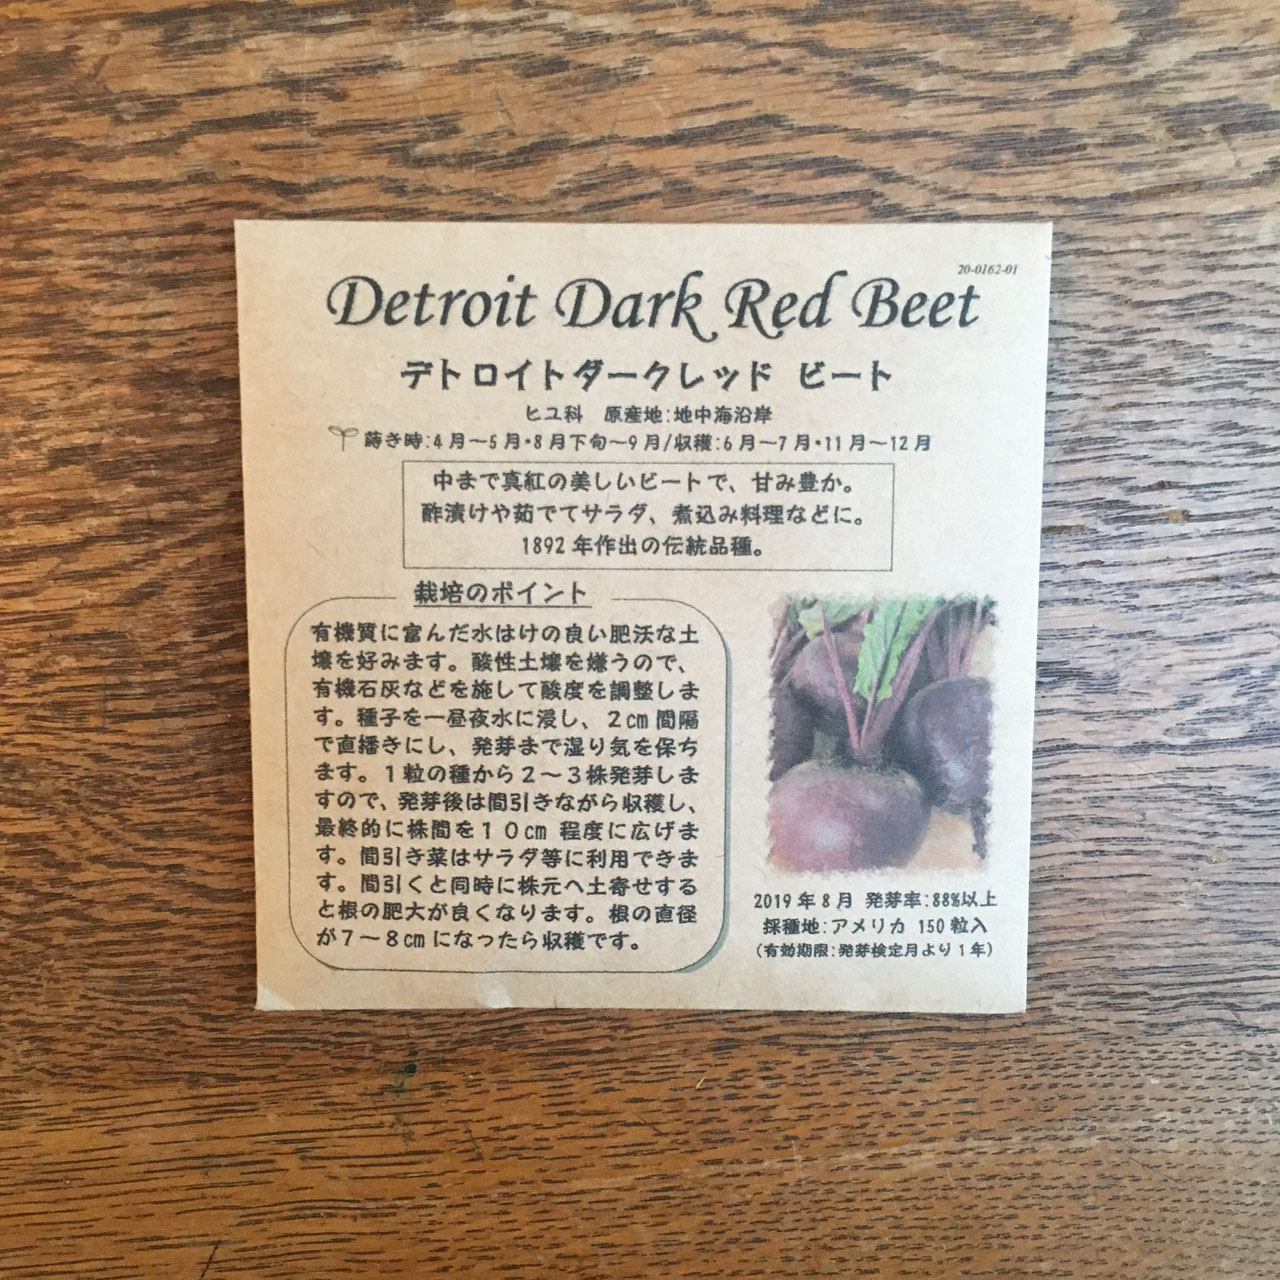 20-0162-01
Detroit Dark Red Beet
デトロイトダークレッド ビート
ヒユ科 原産地:地中海沿岸
蒔き時:4月～5月・8月下旬～9月/収穫:6月～7月・11月～12月
中まで真紅の美しいビートで、甘み豊か。
酢漬けや茹でてサラダ、煮込み料理などに。
1892年作出の伝統品種。
栽培のポイント
有機質に富んだ水はけの良い肥沃な土
壌を好みます。酸性土壌を嫌うので、
有機石灰などを施して酸度を調整しま
す。種子を一昼夜水に浸し、2cm間隔
で直播きにし、発芽まで湿り気を保ち
ます。1粒の種から2～3株発芽しま
すので、発芽後は間引きながら収穫し、
最終的に株間を10cm 程度に広げま
す。間引き菜はサラダ等に利用できま
す。間引くと同時に株元へ土寄せする
と根の肥大が良くなります。根の直径
が7～8cmになったら収穫です。
2019年8月 発芽率:88%以上
採種地:アメリカ 150粒入
(有効期限:発芽検定月より1年)